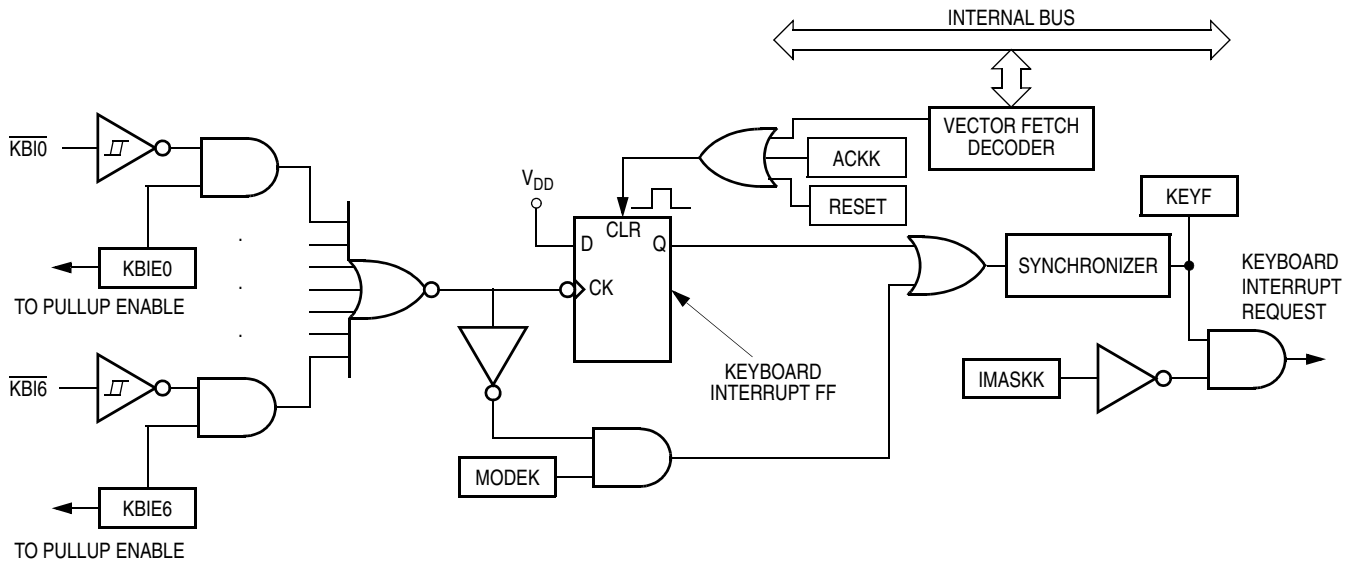 INTERNAL BUS
VECTOR FETCH
DECODER
KBI0
ACKK
VDD
RESET
KEYF
CLR
D
Q
KBIE0
SYNCHRONIZER
KEYBOARD
INTERRUPT
REQUEST
CK
TO PULLUP ENABLE
KEYBOARD
INTERRUPT FF
IMASKK
KBI6
MODEK
KBIE6
TO PULLUP ENABLE